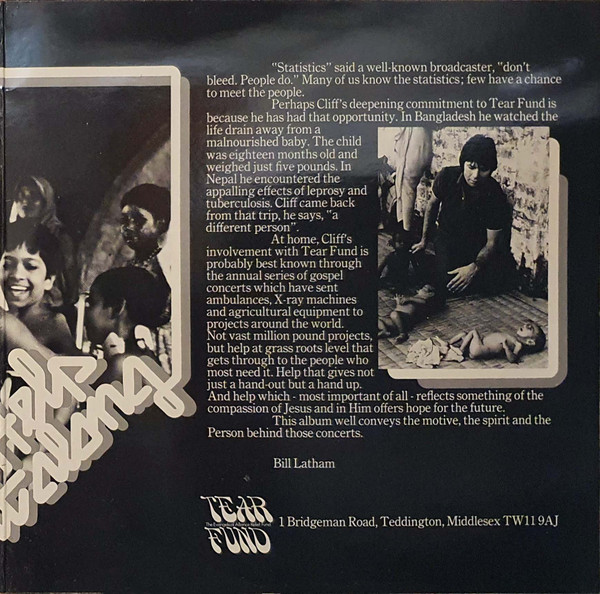 "Statistics" said a well-known broadcaster, "don't
bleed. People do." Many of us know the statistics; few have a chance
to meet the people.
Perhaps Cliff's deepening commitment to Tear Fund is
because he has had that opportunity. In Bangladesh he watched the
life drain away from a
malnourished baby. The child
was eighteen months old and
weighed just five pounds. In
Nepal he encountered the
appalling effects of leprosy and
tuberculosis. Cliff came back
from that trip, he says, "a
different person".
At home, Cliff's
involvement with Tear Fund is
probably best known through
the annual series of gospel
concerts which have sent
ambulances, X-ray machines
and agricultural equipment to
projects around the world.
Not vast million pound projects,
but help at grass roots level that
gets through to the people who
most need it. Help that gives not
just a hand-out but a hand up.
And help which - most important of all - reflects something of the
compassion of Jesus and in Him offers hope for the future.
This album well conveys the motive, the spirit and the
Person behind those concerts.
Bill Latham
TEAR
The Evangelical Alliance Relief Fund
FUND
1 Bridgeman Road, Teddington, Middlesex TW11 9AJ
along